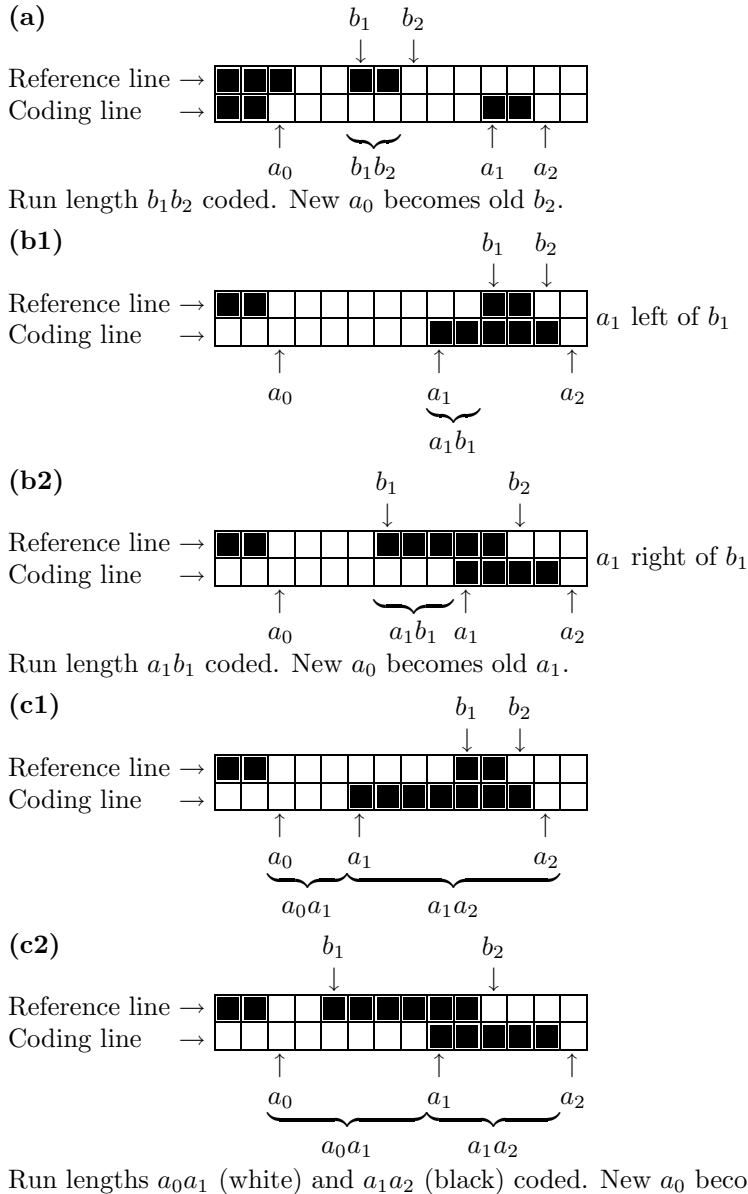 (a)
b₁ b₂
Reference line →
Coding line →
a₀ b₁b₂ a₁ a₂
Run length b₁b₂ coded. New a₀ becomes old b₂.
(b1)
b₁ b₂
Reference line → a₁ left of b₁
Coding line →
a₀ a₁ a₂
a₁b₁
(b2)
b₁ b₂
Reference line → a₁ right of b₁
Coding line →
a₀ a₁b₁ a₁ a₂
Run length a₁b₁ coded. New a₀ becomes old a₁.
(c1)
b₁ b₂
Reference line →
Coding line →
a₀ a₁ a₂
a₀a₁ a₁a₂
(c2)
b₁ b₂
Reference line →
Coding line →
a₀ a₁ a₂
a₀a₁ a₁a₂
Run lengths a₀a₁ (white) and a₁a₂ (black) coded. New a₀ beco